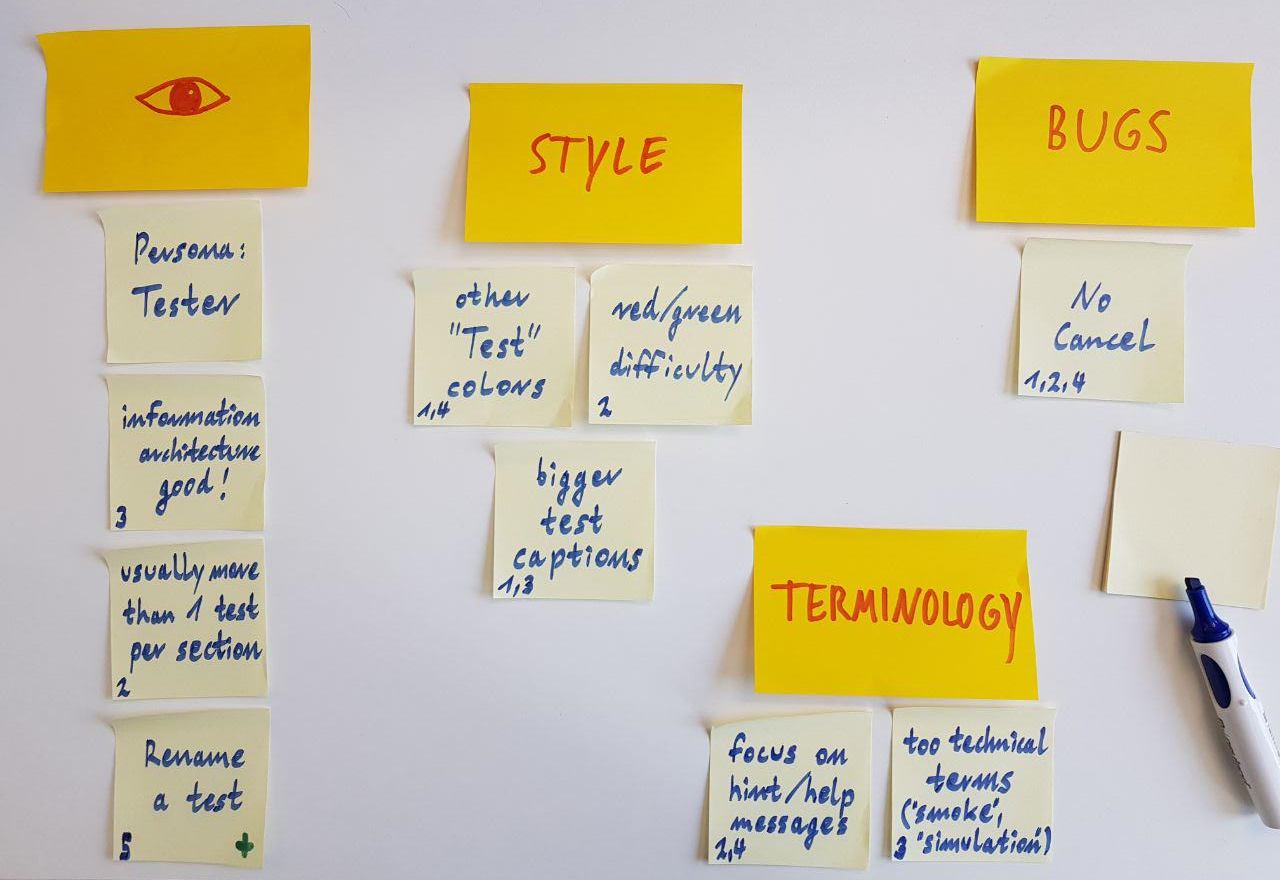 Persona:
Tester
information
architecture
good!
3
usually more
than 1 test
per section
2
Rename
a test
5
STYLE
other
"Test"
colors
1,4
red/green
difficulty
2
bigger
test
captions
1,3
BUGS
No
Cancel
1,2,4
TERMINOLOGY
focus on
hint/help
messages
2,4
too technical
terms
("smoke",
"simulation")
3